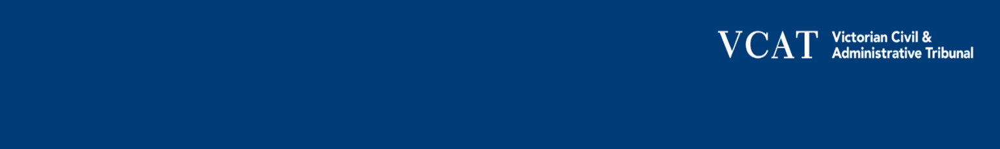 VCAT
Victorian Civil &
Administrative Tribunal